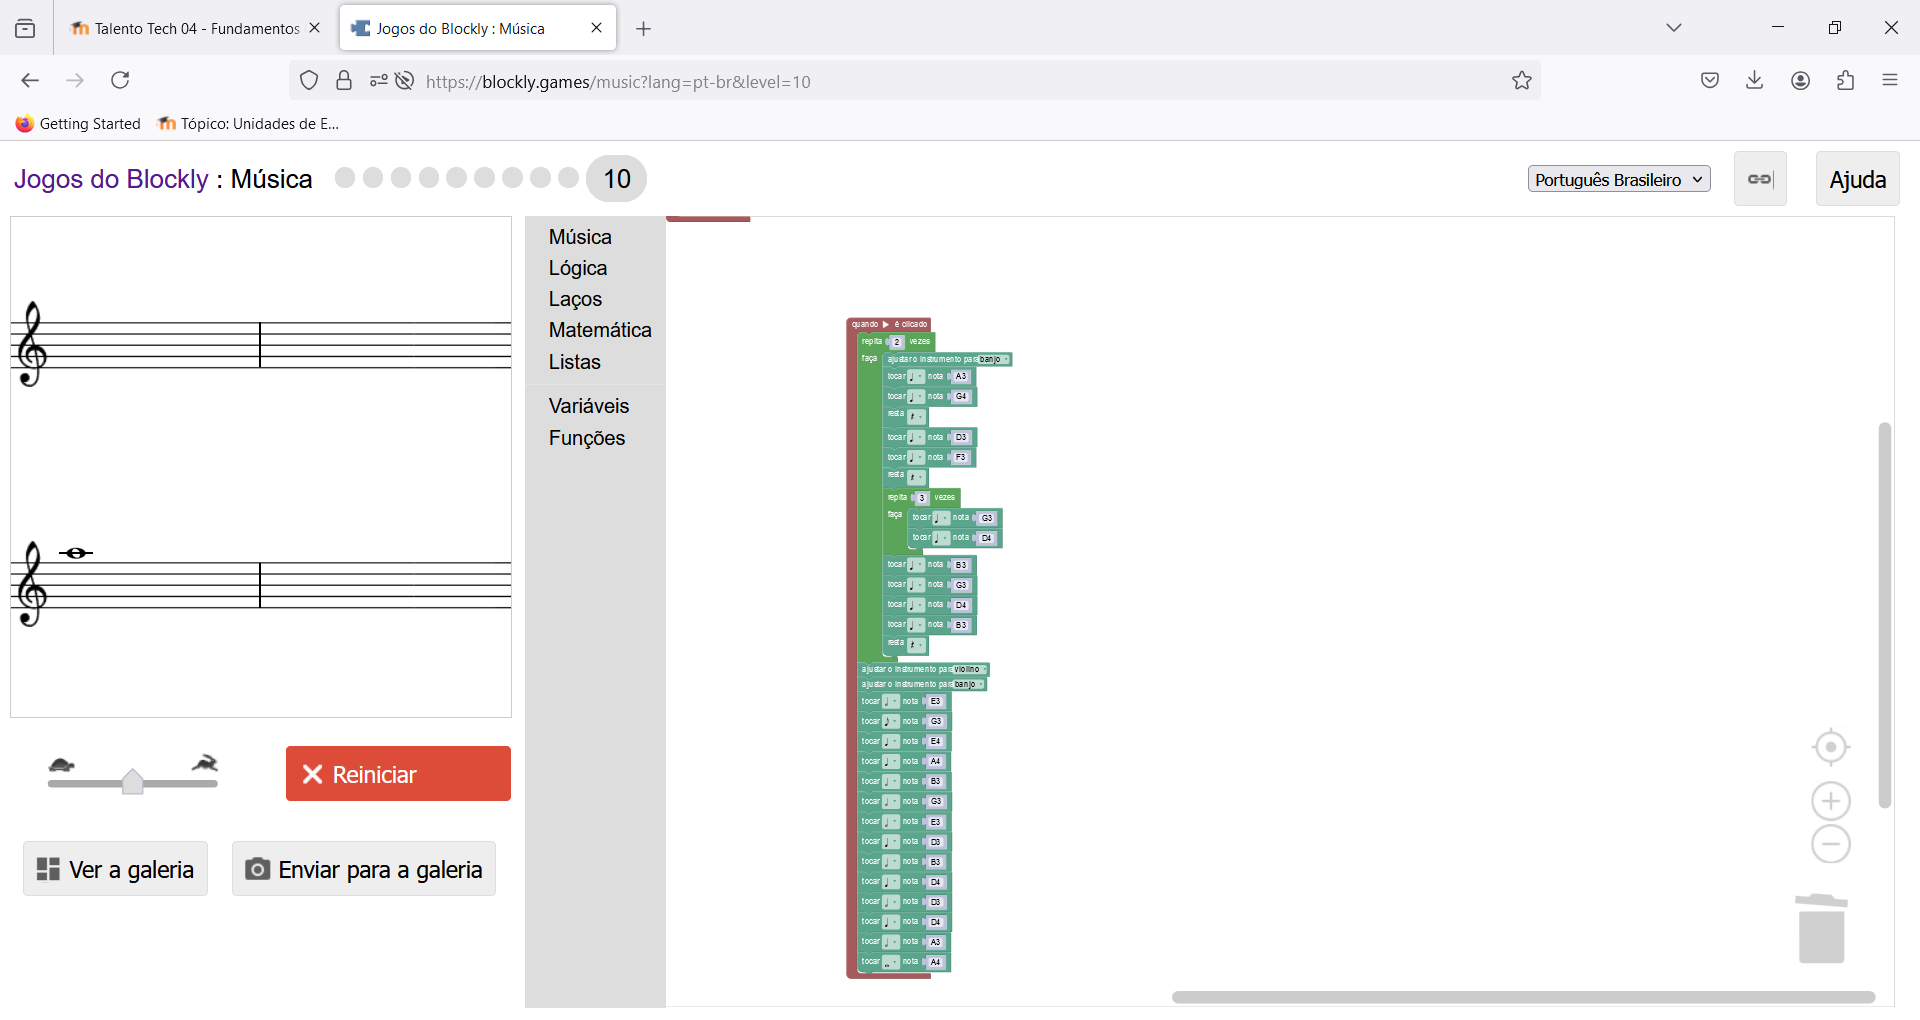 Talento Tech 04 - Fundamentos
Jogos do Blockly : Música
https://blockly.games/music?lang=pt-br&level=10
Getting Started
Tópico: Unidades de E...
Jogos do Blockly : Música
10
Português Brasileiro
Ajuda
Música
Lógica
Laços
Matemática
Listas
Variáveis
Funções
quando ▶ é clicado
repita 2 vezes
faça
ajustar o instrumento para banjo
tocar nota A3
tocar nota G4
resta
tocar nota D3
tocar nota F3
resta
repita 3 vezes
faça
tocar nota G3
tocar nota D4
tocar nota B3
tocar nota G3
tocar nota D4
tocar nota B3
resta
ajustar o instrumento para violino
ajustar o instrumento para banjo
tocar nota E3
tocar nota G3
tocar nota E4
tocar nota A4
tocar nota B3
tocar nota G3
tocar nota E3
tocar nota D3
tocar nota B3
tocar nota D4
tocar nota D3
tocar nota D4
tocar nota A3
tocar nota A4
Reiniciar
Ver a galeria
Enviar para a galeria